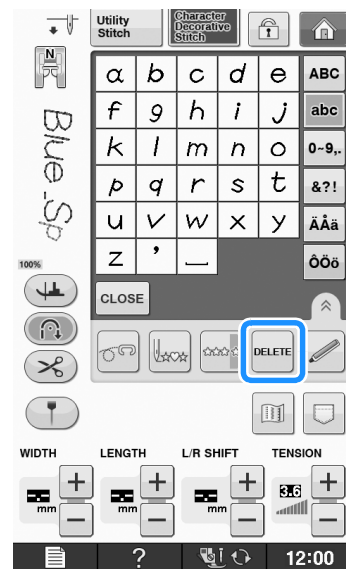 Utility Stitch
Character Decorative Stitch
N
Blue_Sp
100%
a b c d e ABC
f g h i j abc
k l m n o 0~9,.
p q r s t &?!
u v w x y ÄÅä
z ' _ ÔÖö
CLOSE
DELETE
WIDTH LENGTH L/R SHIFT TENSION
+ + + +
--.-- --.-- --.-- 3.6
mm mm mm
− − − −
? 12:00